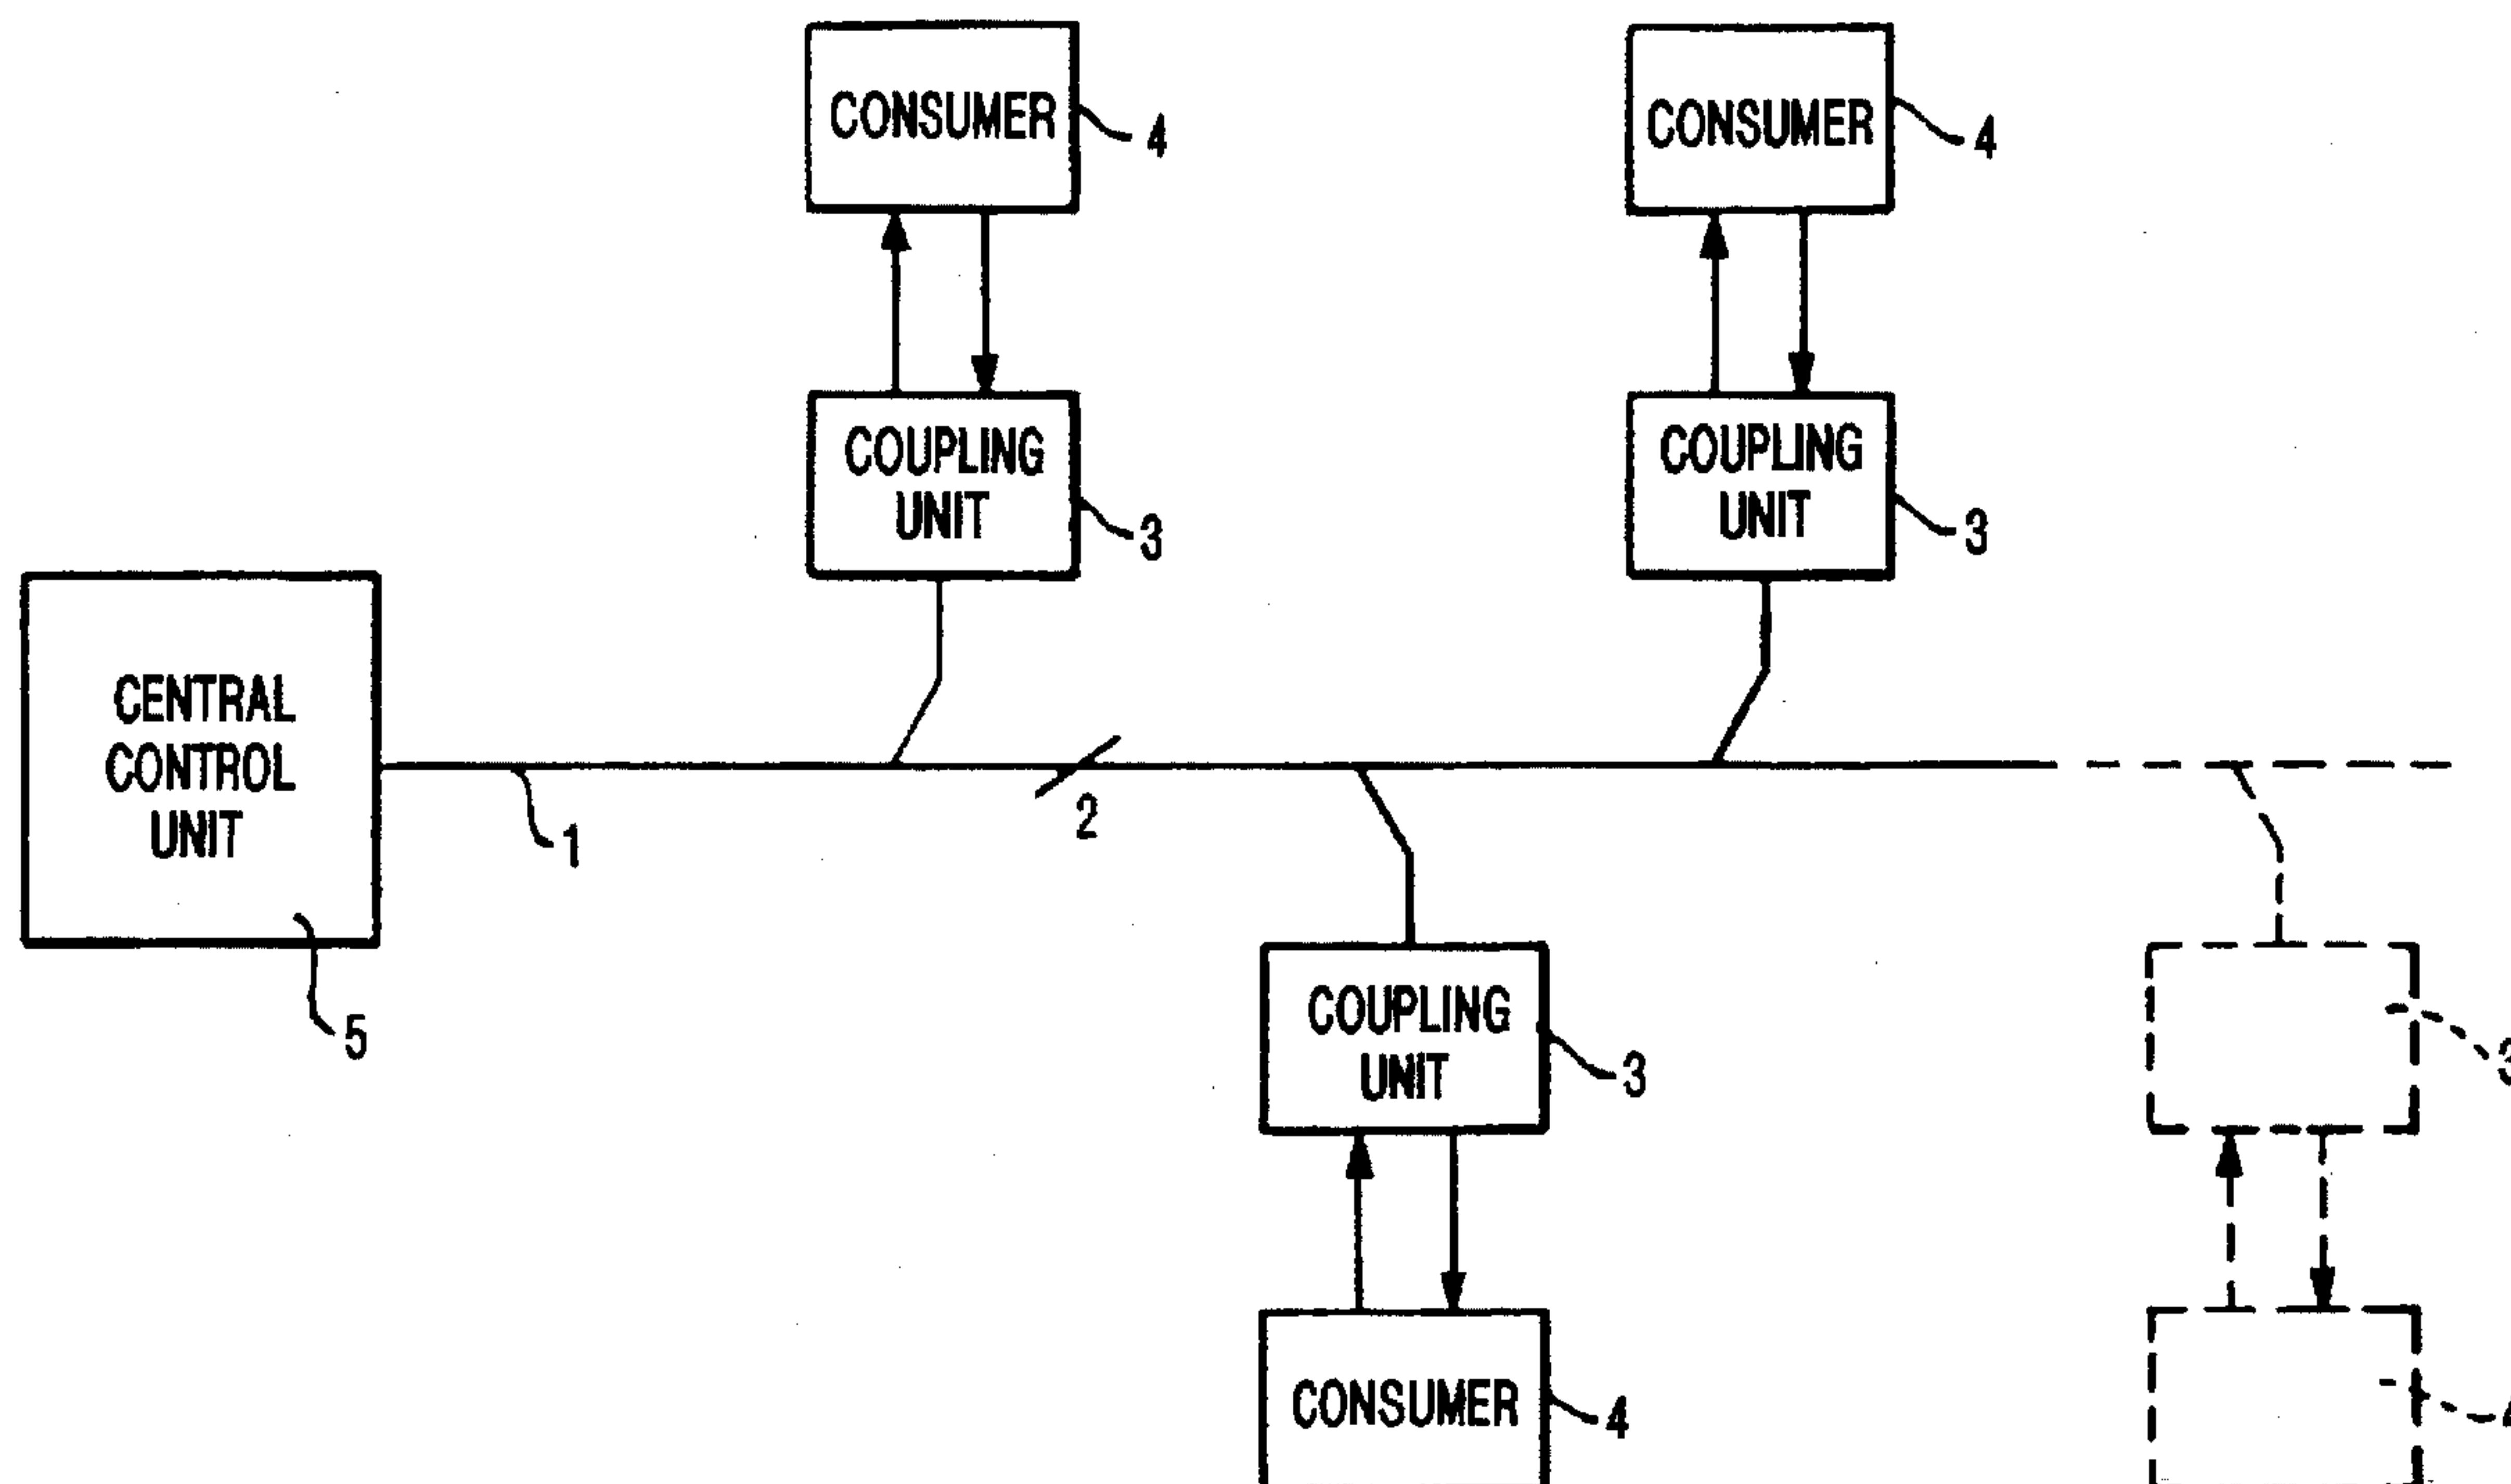 CONSUMER
4
CONSUMER
4
COUPLING
UNIT
3
COUPLING
UNIT
3
CENTRAL
CONTROL
UNIT
1
2
5
COUPLING
UNIT
3
3
CONSUMER
4